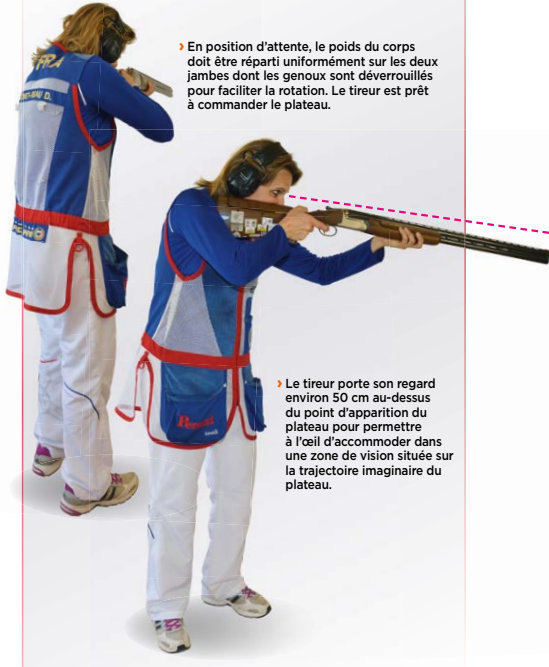 › En position d'attente, le poids du corps
doit être réparti uniformément sur les deux
jambes dont les genoux sont déverrouillés
pour faciliter la rotation. Le tireur est prêt
à commander le plateau.
FRA
› Le tireur porte son regard
environ 50 cm au-dessus
du point d'apparition du
plateau pour permettre
à l'œil d'accommoder dans
une zone de vision située sur
la trajectoire imaginaire du
plateau.
Perazzi